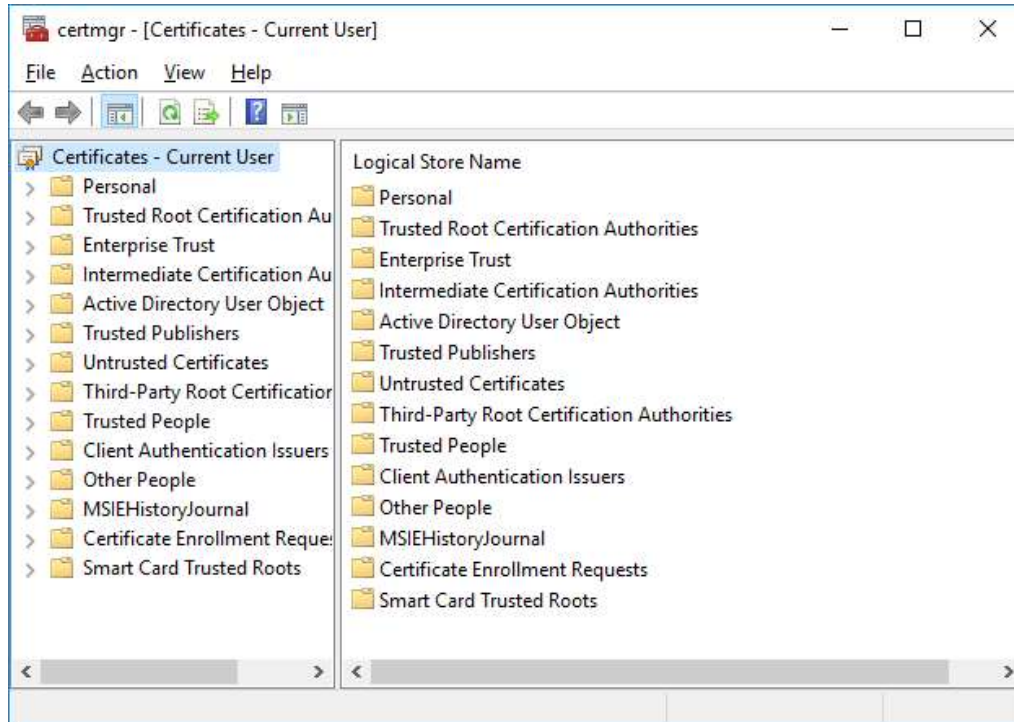 certmgr - [Certificates - Current User]
File Action View Help
Certificates - Current User
Personal
Trusted Root Certification Au
Enterprise Trust
Intermediate Certification Au
Active Directory User Object
Trusted Publishers
Untrusted Certificates
Third-Party Root Certification
Trusted People
Client Authentication Issuers
Other People
MSIEHistoryJournal
Certificate Enrollment Reques
Smart Card Trusted Roots
Logical Store Name
Personal
Trusted Root Certification Authorities
Enterprise Trust
Intermediate Certification Authorities
Active Directory User Object
Trusted Publishers
Untrusted Certificates
Third-Party Root Certification Authorities
Trusted People
Client Authentication Issuers
Other People
MSIEHistoryJournal
Certificate Enrollment Requests
Smart Card Trusted Roots